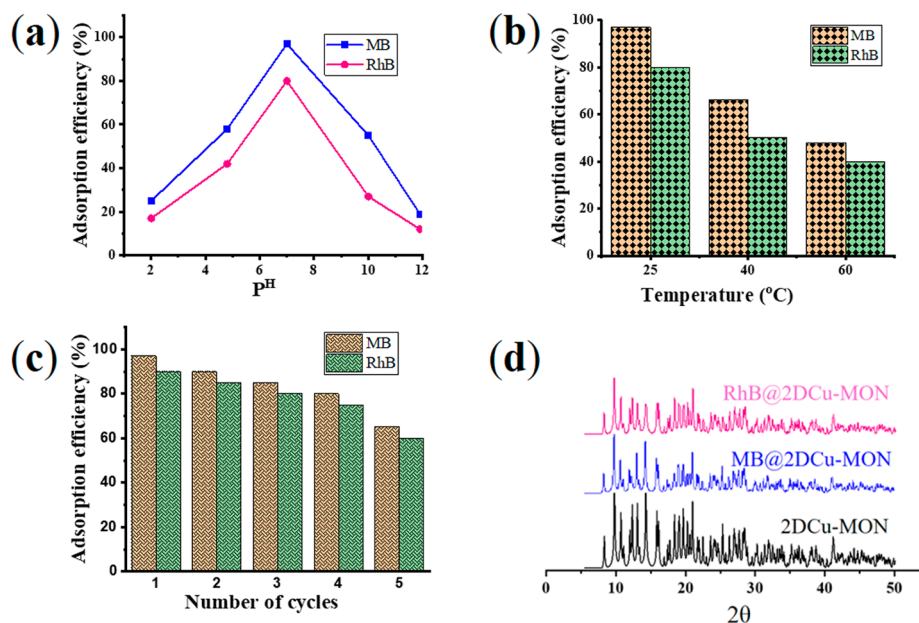 (a)
Adsorption efficiency (%)
100
80
60
40
20
0
2 4 6 8 10 12
P^H
MB
RhB
(b)
Adsorption efficiency (%)
100
80
60
40
20
0
25 40 60
Temperature (°C)
MB
RhB
(c)
Adsorption efficiency (%)
100
80
60
40
20
0
1 2 3 4 5
Number of cycles
MB
RhB
(d)
RhB@2DCu-MON
MB@2DCu-MON
2DCu-MON
0 10 20 30 40 50
2θ